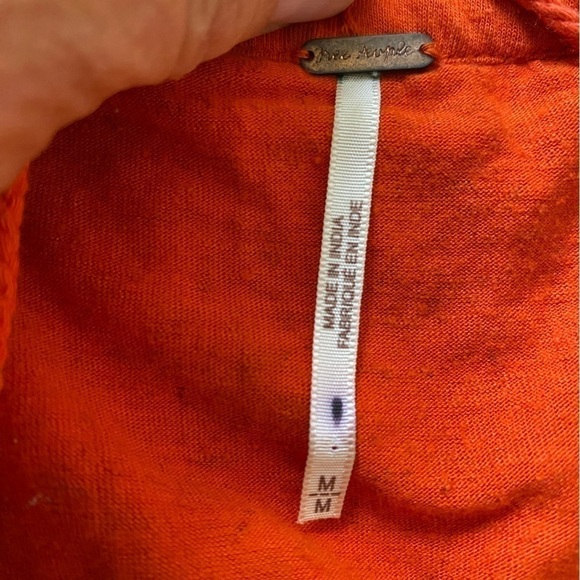 Free People
MADE IN INDIA
FABRIQUÉ EN INDE
M
M